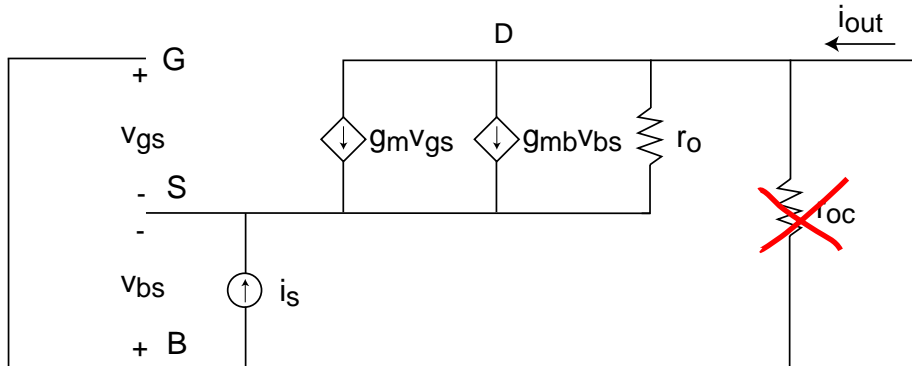 iout
D
+ G
vgs
gmvgs
gmbvbs
ro
- S
-
roc
vbs
is
+ B